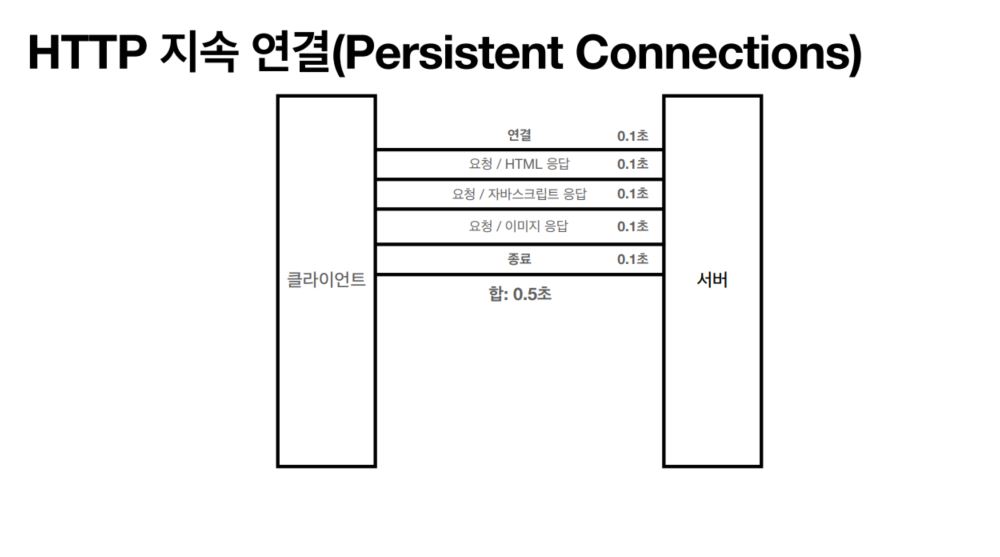 HTTP 지속 연결(Persistent Connections)
연결 0.1초
요청 / HTML 응답 0.1초
요청 / 자바스크립트 응답 0.1초
요청 / 이미지 응답 0.1초
종료 0.1초
클라이언트
서버
합: 0.5초